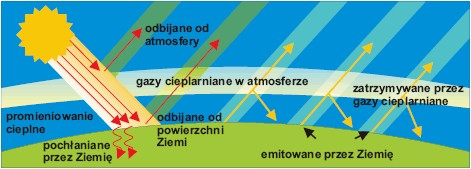 odbijane od
atmosfery
gazy cieplarniane w atmosferze
zatrzymywane przez
gazy cieplarniane
promieniowanie
cieplne
odbijane od
powierzchni
Ziemi
pochłaniane
przez Ziemię
emitowane przez Ziemię